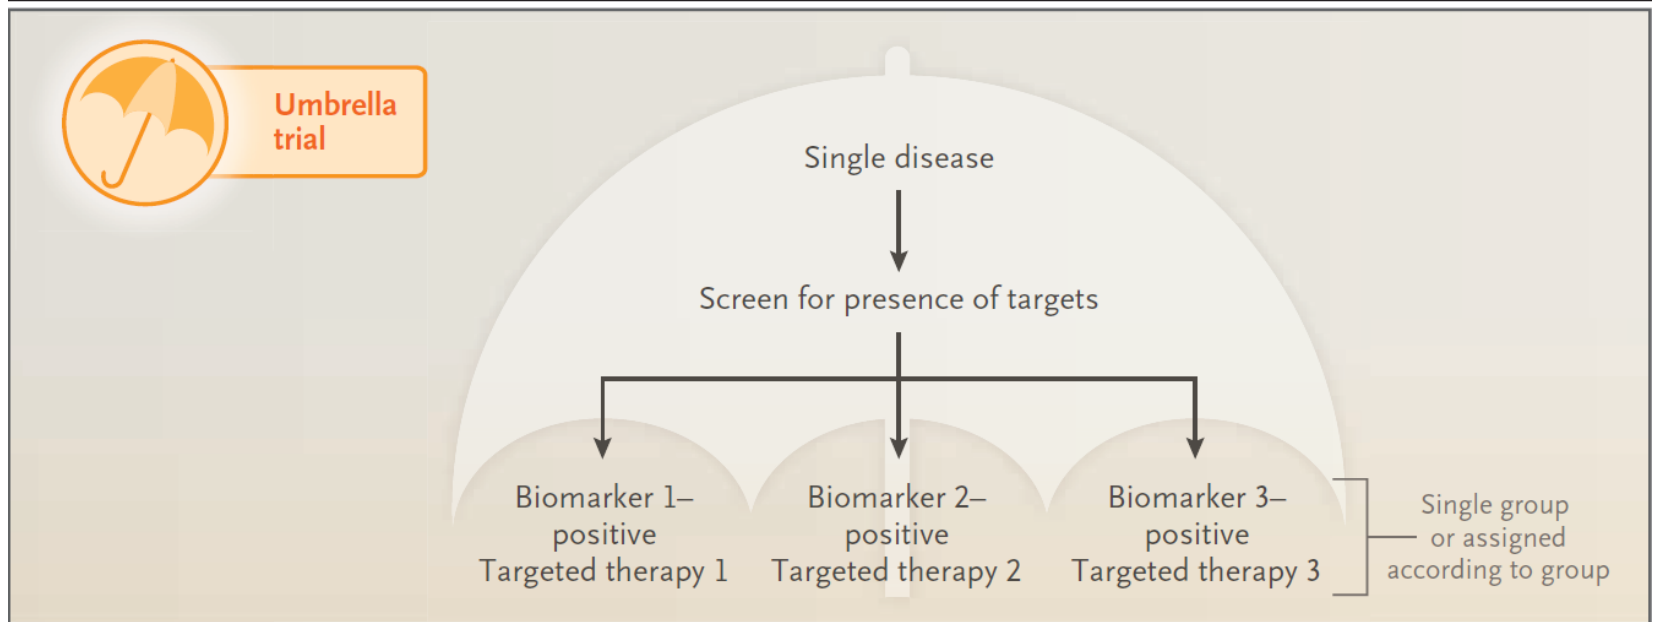 Umbrella
trial
Single disease
Screen for presence of targets
Biomarker 1–
positive
Targeted therapy 1
Biomarker 2–
positive
Targeted therapy 2
Biomarker 3–
positive
Targeted therapy 3
Single group
or assigned
according to group